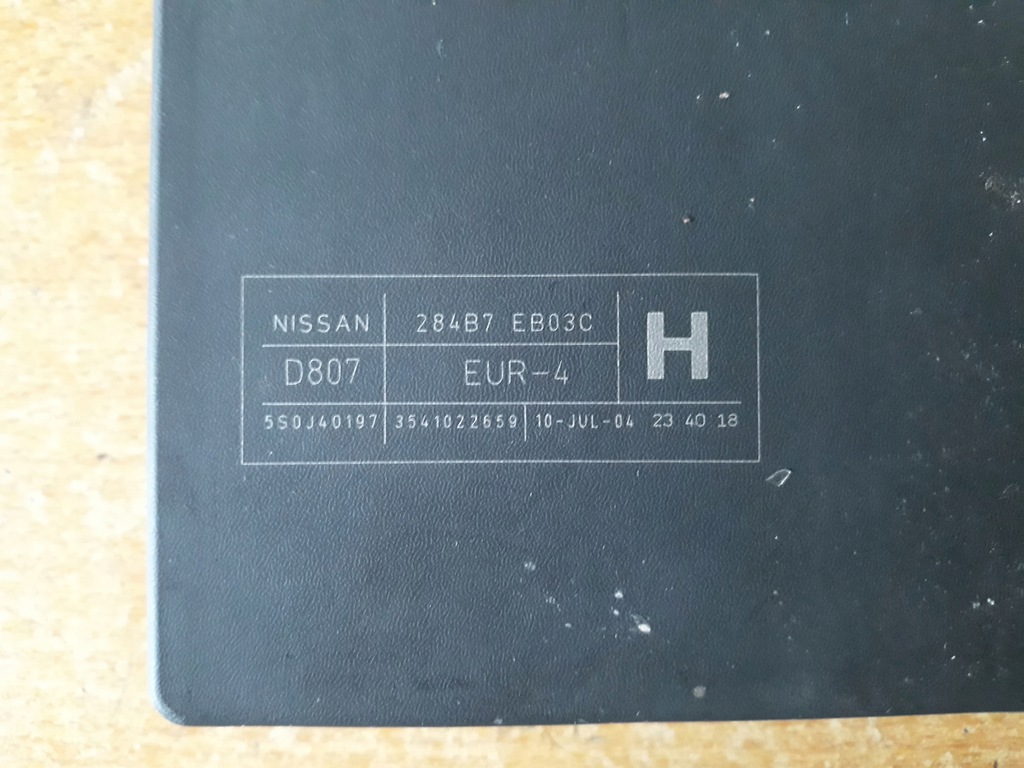 NISSAN 284B7 EB03C H
D807 EUR-4
5S0J40197 3541022659 10-JUL-04 23 40 18